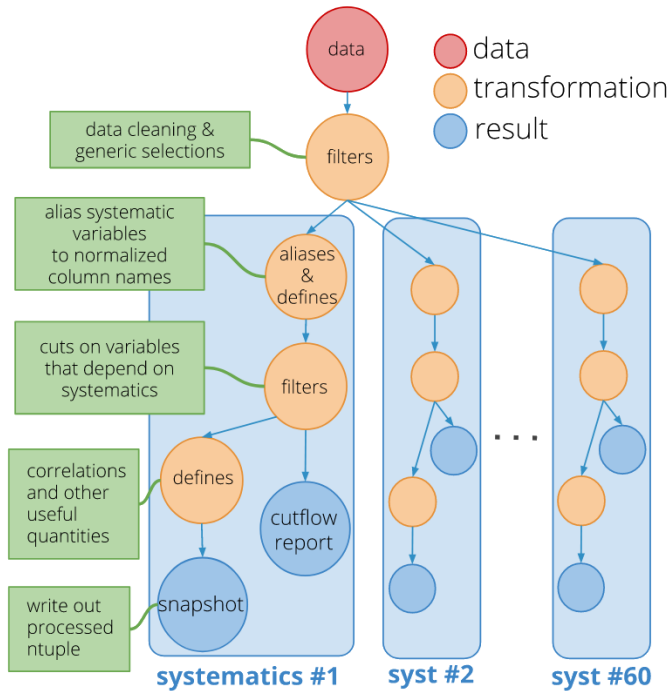 data
data
transformation
result
data cleaning &
generic selections
filters
alias systematic
variables
to normalized
column names
aliases
&
defines
cuts on variables
that depend on
systematics
filters
. . .
correlations
and other
useful
quantities
defines
cutflow
report
write out
processed
ntuple
snapshot
systematics #1
syst #2
syst #60